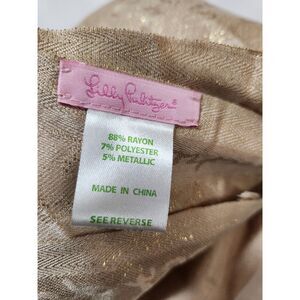 Lilly Pulitzer®
88% RAYON
7% POLYESTER
5% METALLIC
MADE IN CHINA
SEE REVERSE